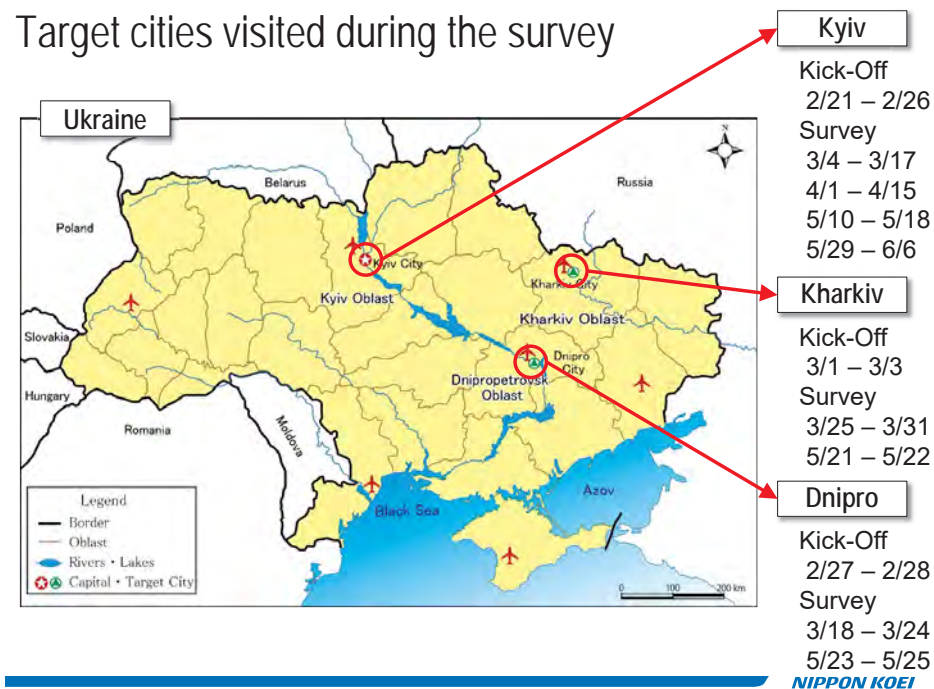 Target cities visited during the survey
Ukraine
N
Belarus
Russia
Poland
Kyiv City
Kyiv Oblast
Kharkiv City
Kharkiv Oblast
Slovakia
Dnipro
City
Dnipropetrovsk
Oblast
Hungary
Romania
Moldova
Azov
Black Sea
Legend
Border
Oblast
Rivers・Lakes
Capital・Target City
0 100 200 km
Kyiv
Kick-Off
2/21 – 2/26
Survey
3/4 – 3/17
4/1 – 4/15
5/10 – 5/18
5/29 – 6/6
Kharkiv
Kick-Off
3/1 – 3/3
Survey
3/25 – 3/31
5/21 – 5/22
Dnipro
Kick-Off
2/27 – 2/28
Survey
3/18 – 3/24
5/23 – 5/25
NIPPON KOEI